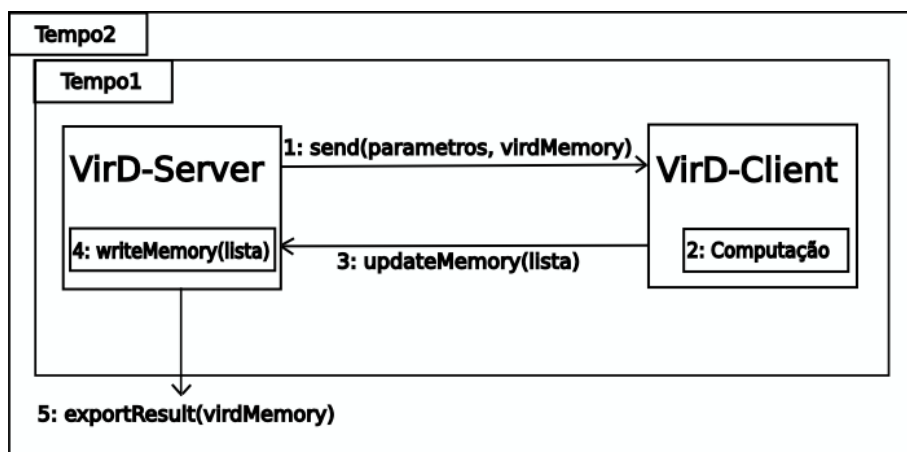 Tempo2
Tempo1
1: send(parametros, virdMemory)
VirD-Server
VirD-Client
4: writeMemory(lista)
2: Computação
3: updateMemory(lista)
5: exportResult(virdMemory)